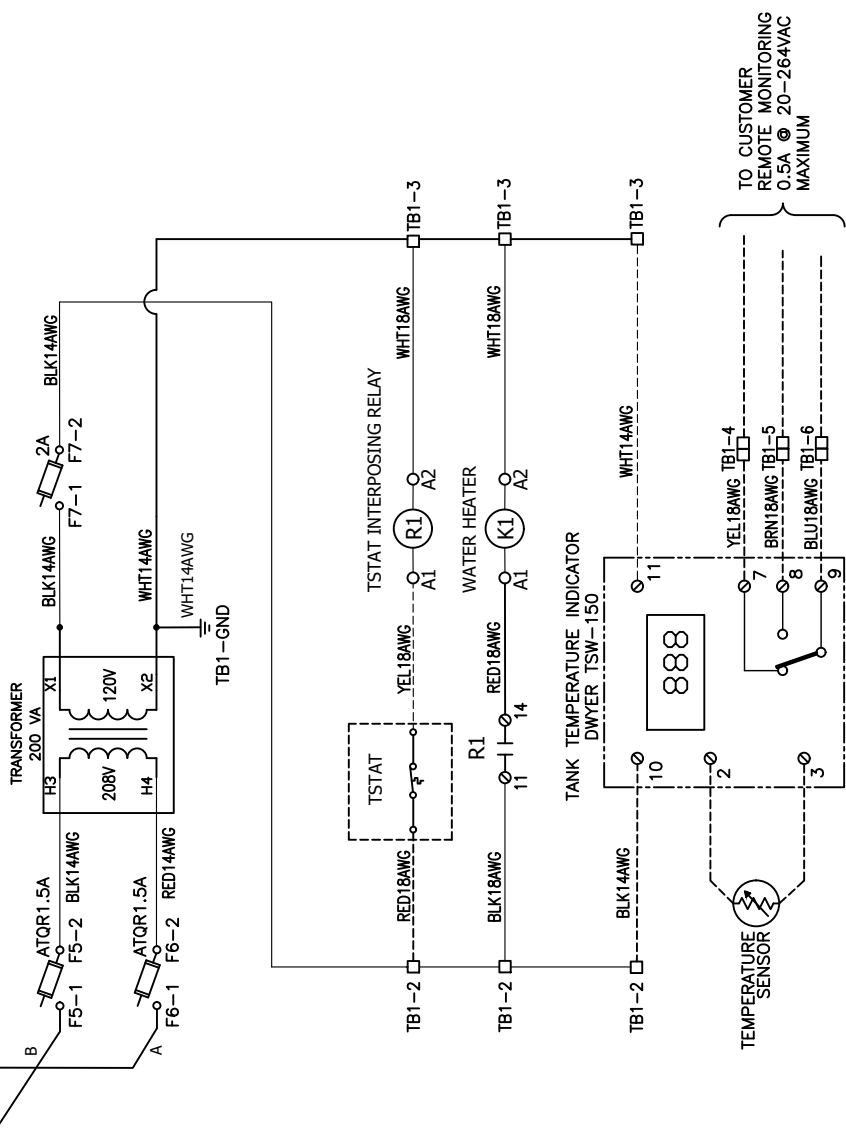 TRANSFORMER
200 VA
H3
X1
208V
120V
H4
X2
ATQR1.5A
F5-1
F5-2
BLK14AWG
B
ATQR1.5A
F6-1
F6-2
RED14AWG
A
BLK14AWG
2A
F7-1
F7-2
BLK14AWG
WHT14AWG
WHT14AWG
TB1-GND
TSTAT INTERPOSING RELAY
TB1-2
RED18AWG
TSTAT
YEL18AWG
A1
R1
A2
WHT18AWG
TB1-3
WATER HEATER
TB1-2
BLK18AWG
11
R1
14
RED18AWG
A1
K1
A2
WHT18AWG
TB1-3
TANK TEMPERATURE INDICATOR
DWYER TSW-150
TB1-2
BLK14AWG
10
11
WHT14AWG
TB1-3
888
2
3
TEMPERATURE
SENSOR
7
YEL18AWG
TB1-4
8
BRN18AWG
TB1-5
9
BLU18AWG
TB1-6
TO CUSTOMER
REMOTE MONITORING
0.5A @ 20-264VAC
MAXIMUM